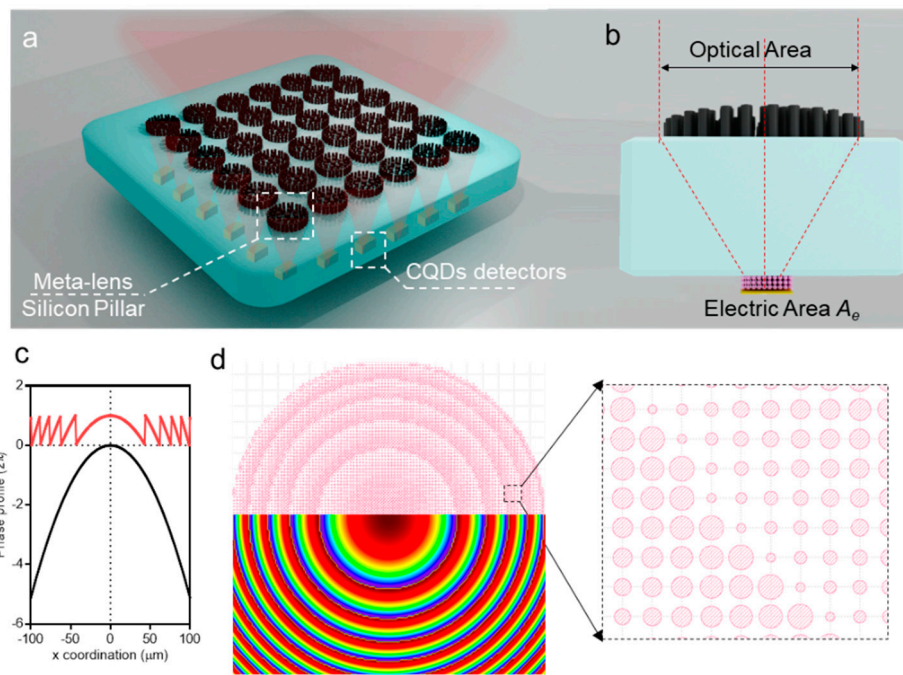 a
b
Optical Area
Meta-lens
Silicon Pillar
CQDs detectors
Electric Area Ae
c
d
2
0
-2
-4
-6
Phase profile (2π)
-100 -50 0 50 100
x coordination (μm)